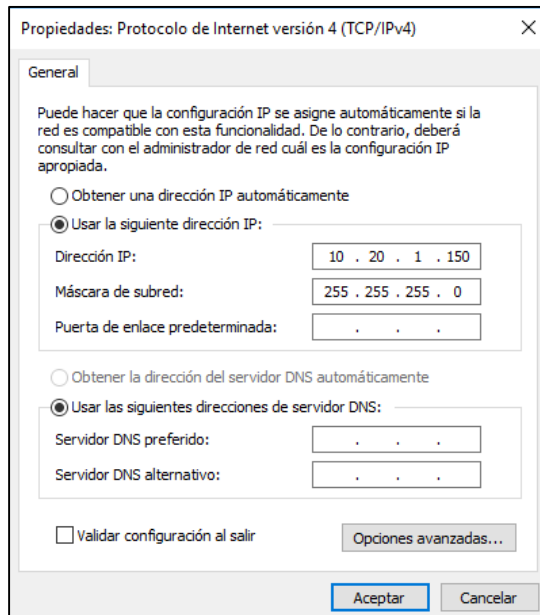 Propiedades: Protocolo de Internet versión 4 (TCP/IPv4)
General
Puede hacer que la configuración IP se asigne automáticamente si la
red es compatible con esta funcionalidad. De lo contrario, deberá
consultar con el administrador de red cuál es la configuración IP
apropiada.
Obtener una dirección IP automáticamente
Usar la siguiente dirección IP:
Dirección IP: 10 . 20 . 1 . 150
Máscara de subred: 255 . 255 . 255 . 0
Puerta de enlace predeterminada: . . .
Obtener la dirección del servidor DNS automáticamente
Usar las siguientes direcciones de servidor DNS:
Servidor DNS preferido: . . .
Servidor DNS alternativo: . . .
Validar configuración al salir Opciones avanzadas...
Aceptar Cancelar